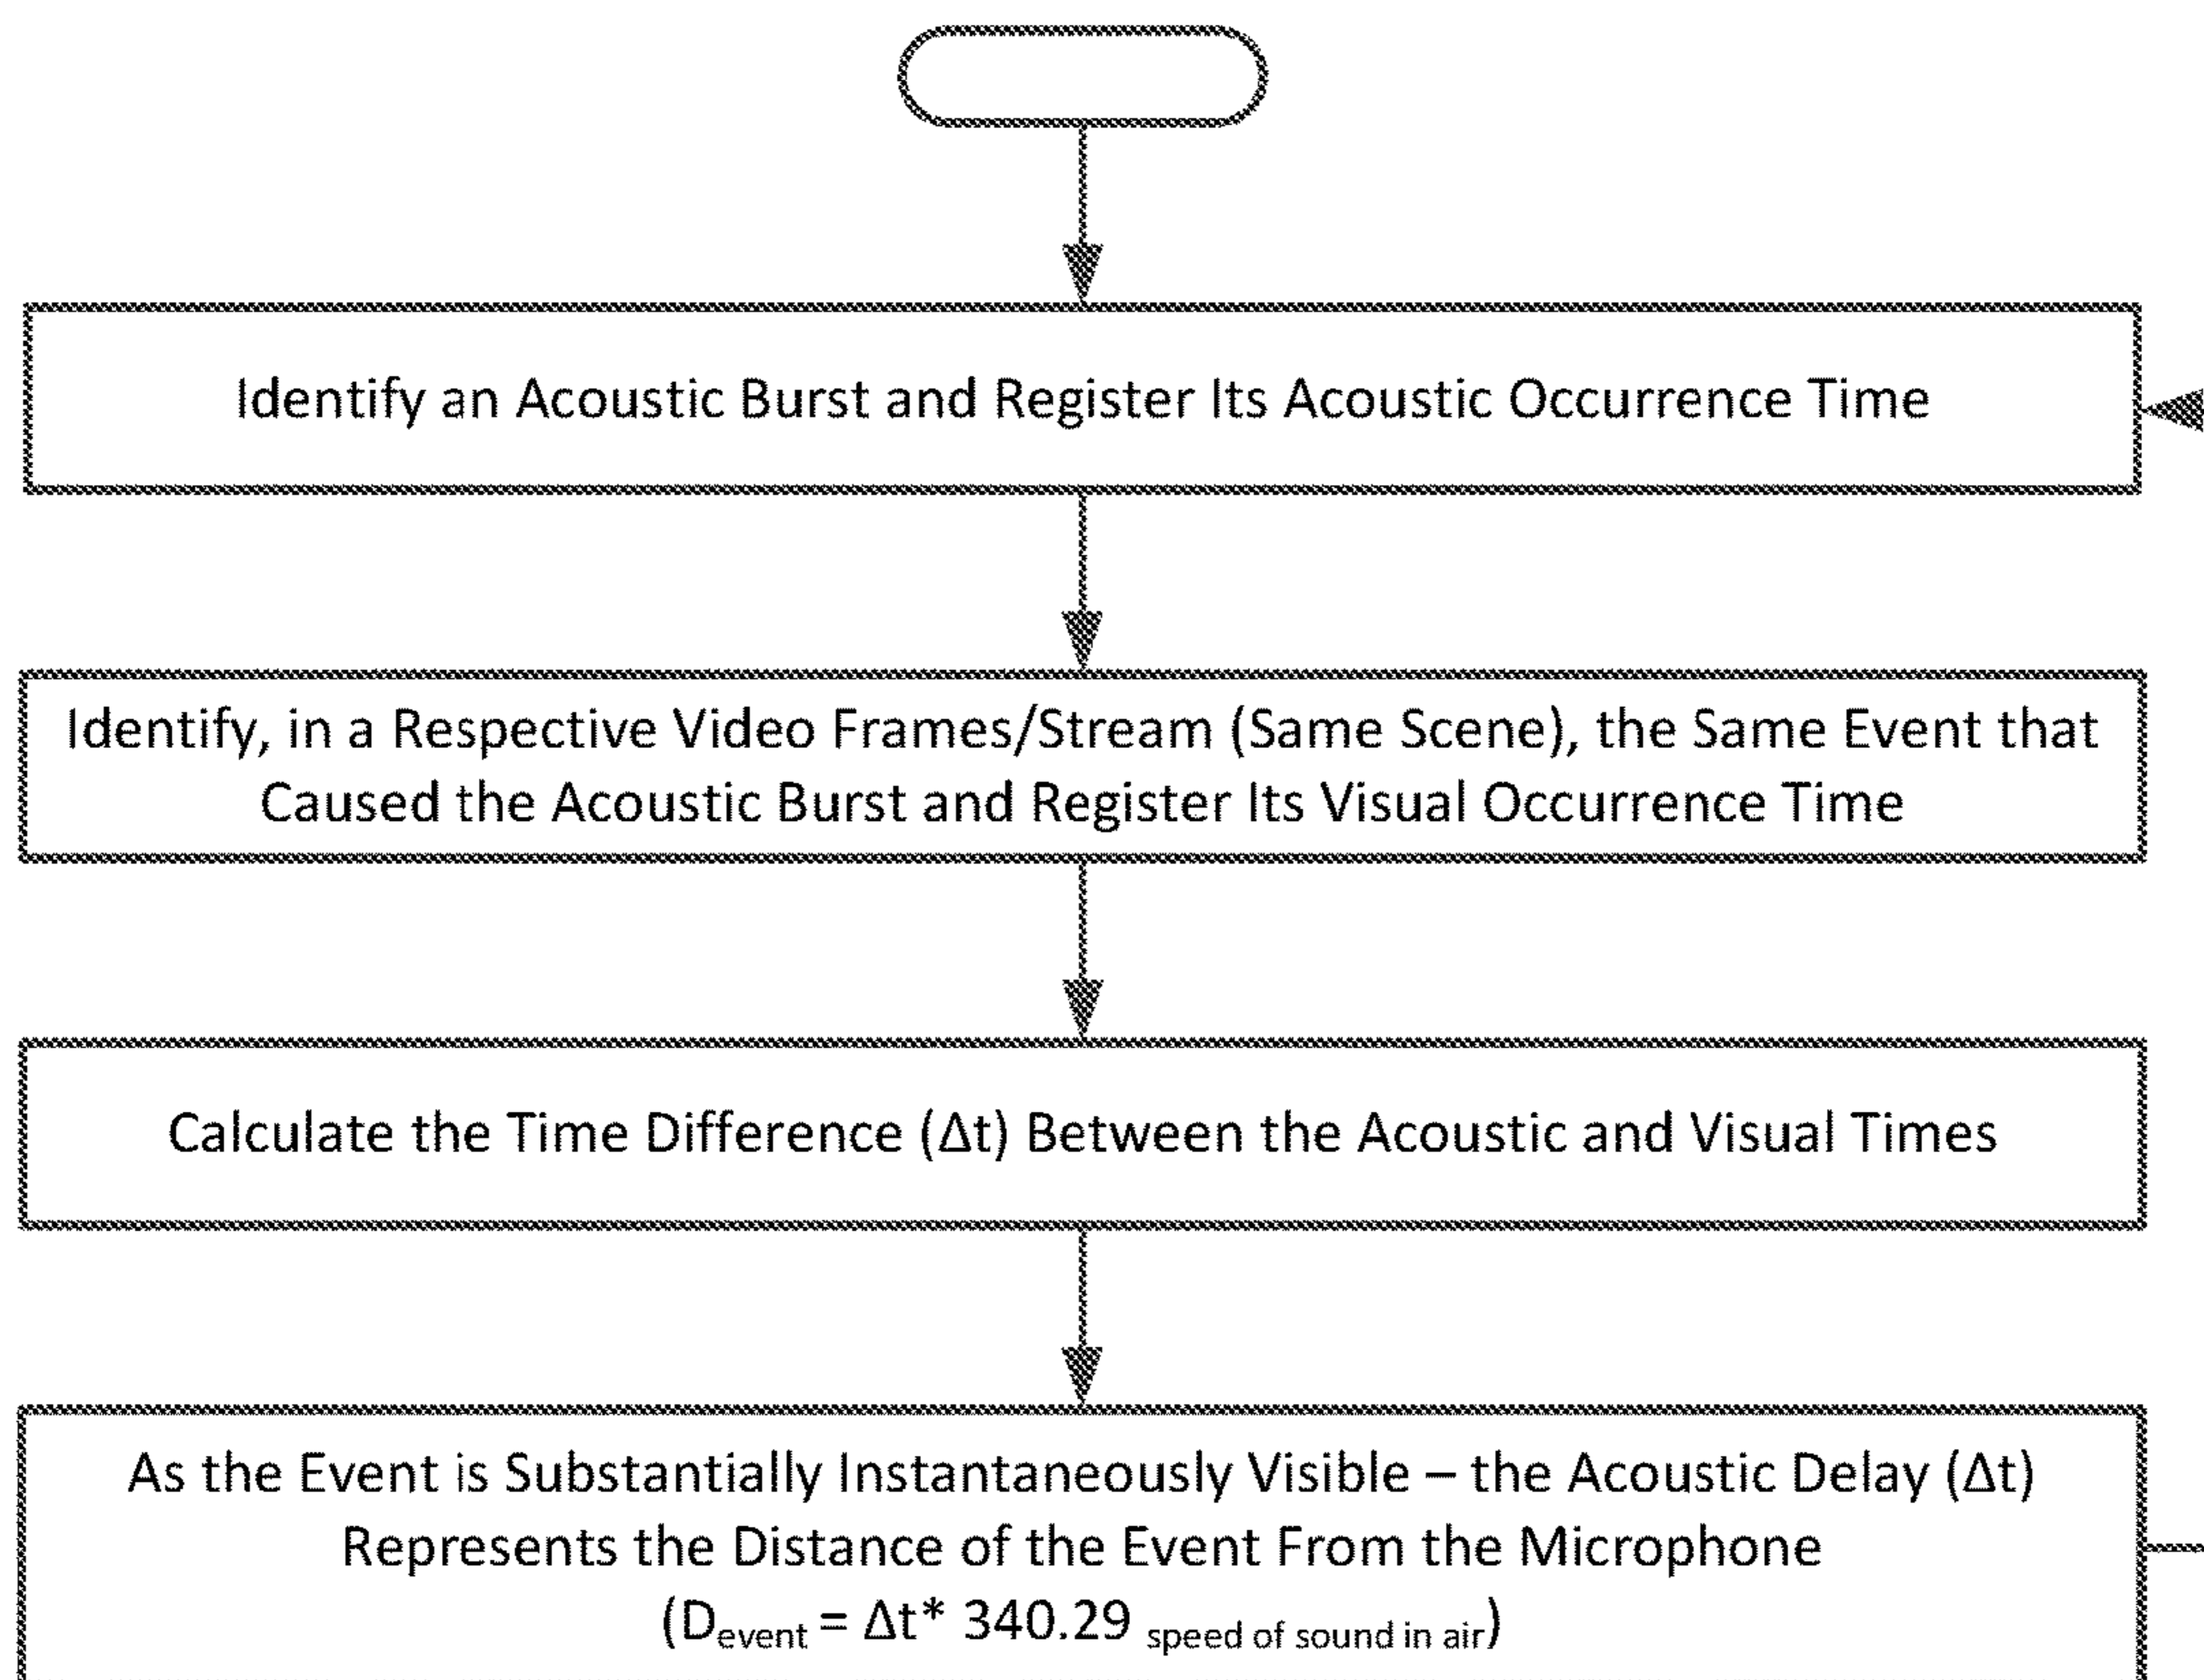 Identify an Acoustic Burst and Register Its Acoustic Occurrence Time
Identify, in a Respective Video Frames/Stream (Same Scene), the Same Event that
Caused the Acoustic Burst and Register Its Visual Occurrence Time
Calculate the Time Difference (Δt) Between the Acoustic and Visual Times
As the Event is Substantially Instantaneously Visible – the Acoustic Delay (Δt)
Represents the Distance of the Event From the Microphone
(Devent = Δt* 340.29 speed of sound in air)